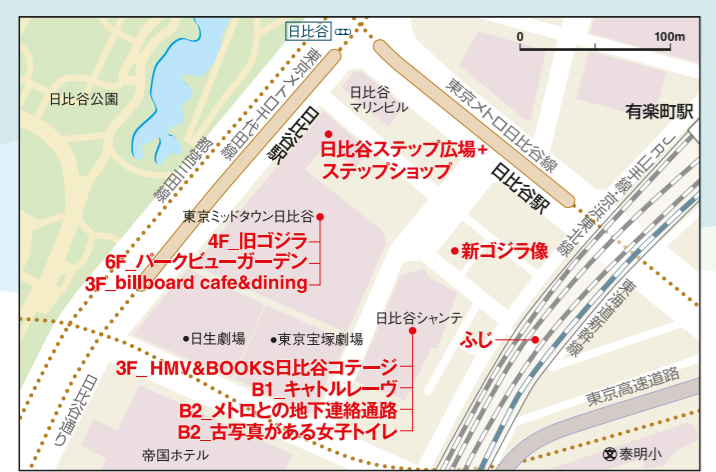 日比谷
0 100m
日比谷公園
東京メトロ千代田線
都営三田線
日比谷駅
日比谷
マリンビル
東京メトロ日比谷線
日比谷駅
有楽町駅
JR山手線・京浜東北線
東海道新幹線
日比谷ステップ広場+
ステップショップ
東京ミッドタウン日比谷
4F_旧ゴジラ
6F_パークビューガーデン
3F_billboard cafe&dining
新ゴジラ像
日比谷シャンテ
日生劇場
東京宝塚劇場
3F_HMV&BOOKS日比谷コテージ
B1_キャトルレーヴ
B2_メトロとの地下連絡通路
B2_古写真がある女子トイレ
ふじ
東京高速道路
日比谷通り
帝国ホテル
文泰明小